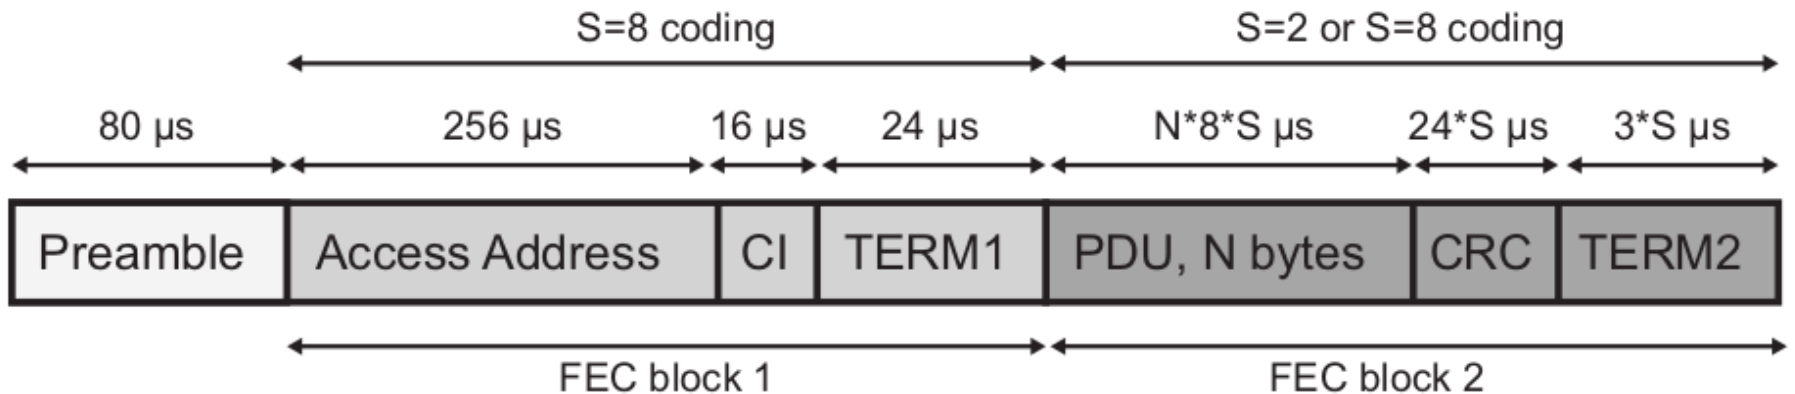 S=8 coding
S=2 or S=8 coding
80 µs
256 µs
16 µs
24 µs
N*8*S µs
24*S µs
3*S µs
Preamble
Access Address
CI
TERM1
PDU, N bytes
CRC
TERM2
FEC block 1
FEC block 2